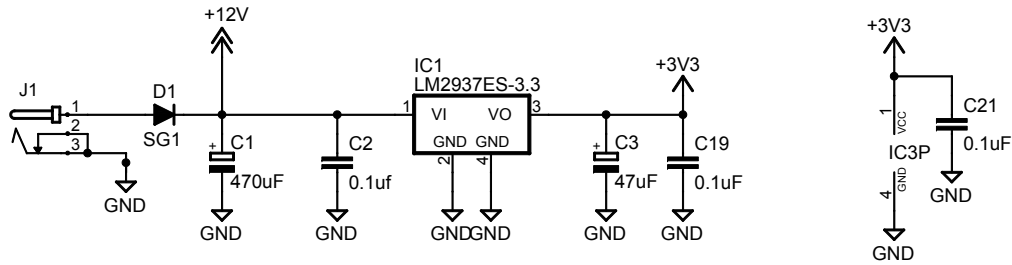 +12V
J1
D1
SG1
1
2
3
GND
+
C1
470uF
GND
C2
0.1uf
GND
IC1
LM2937ES-3.3
1
VI
VO
3
GND
GND
2
4
GND
GND
+3V3
+
C3
47uF
GND
C19
0.1uF
GND
+3V3
1
VCC
IC3P
GND
4
GND
C21
0.1uF
GND